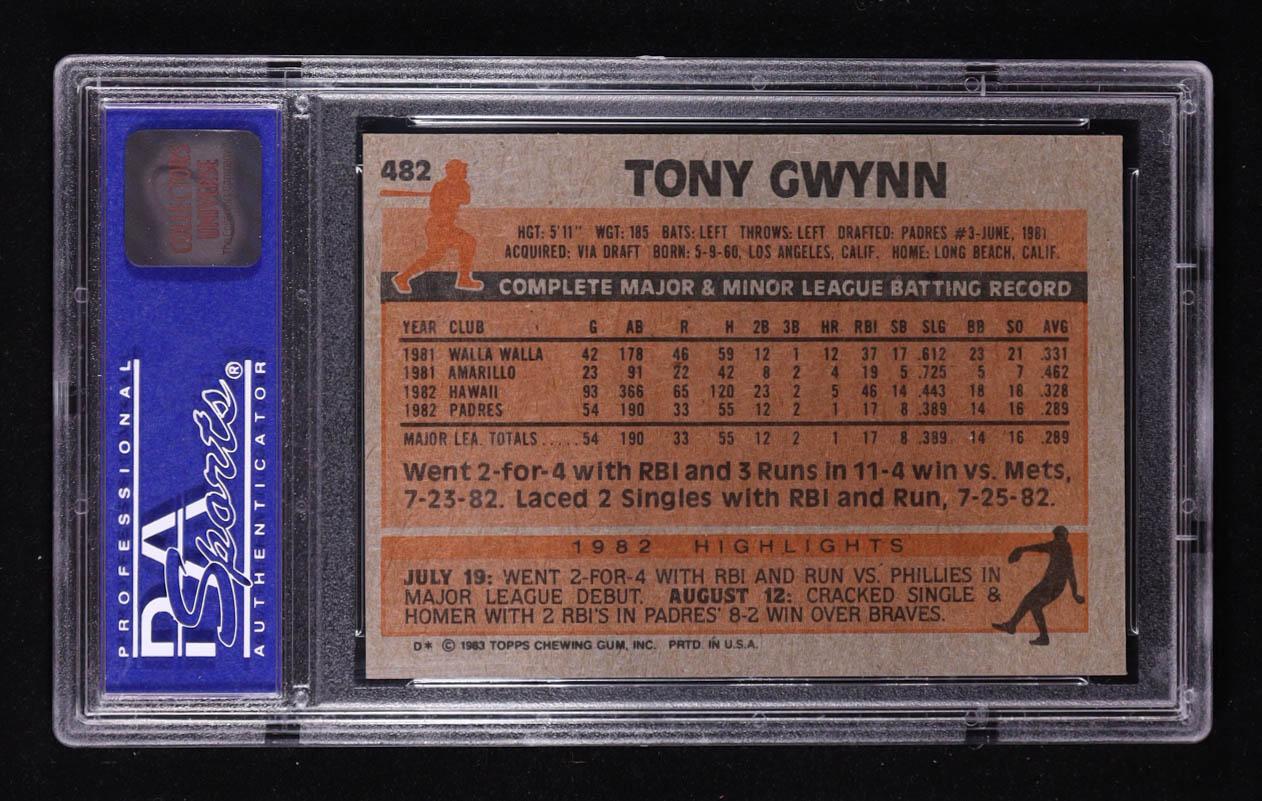 COLLECTORS
UNIVERSE
PROFESSIONAL
PSA
Sports®
AUTHENTICATOR
482
TONY GWYNN
HGT: 5'11" WGT: 185 BATS: LEFT THROWS: LEFT DRAFTED: PADRES #3-JUNE, 1981
ACQUIRED: VIA DRAFT BORN: 5-9-60, LOS ANGELES, CALIF. HOME: LONG BEACH, CALIF.
COMPLETE MAJOR & MINOR LEAGUE BATTING RECORD
YEAR CLUB G AB R H 2B 3B HR RBI SB SLG BB SO AVG
1981 WALLA WALLA 42 178 46 59 12 1 12 37 17 .612 23 21 .331
1981 AMARILLO 23 91 22 42 8 2 4 19 5 .725 5 7 .462
1982 HAWAII 93 366 65 120 23 2 5 46 14 .443 18 18 .328
1982 PADRES 54 190 33 55 12 2 1 17 8 .389 14 16 .289
MAJOR LEA. TOTALS ..... 54 190 33 55 12 2 1 17 8 .389 14 16 .289
Went 2-for-4 with RBI and 3 Runs in 11-4 win vs. Mets,
7-23-82. Laced 2 Singles with RBI and Run, 7-25-82.
1982 HIGHLIGHTS
JULY 19: WENT 2-FOR-4 WITH RBI AND RUN VS. PHILLIES IN
MAJOR LEAGUE DEBUT. AUGUST 12: CRACKED SINGLE &
HOMER WITH 2 RBI'S IN PADRES' 8-2 WIN OVER BRAVES.
D* © 1983 TOPPS CHEWING GUM, INC. PRTD. IN U.S.A.